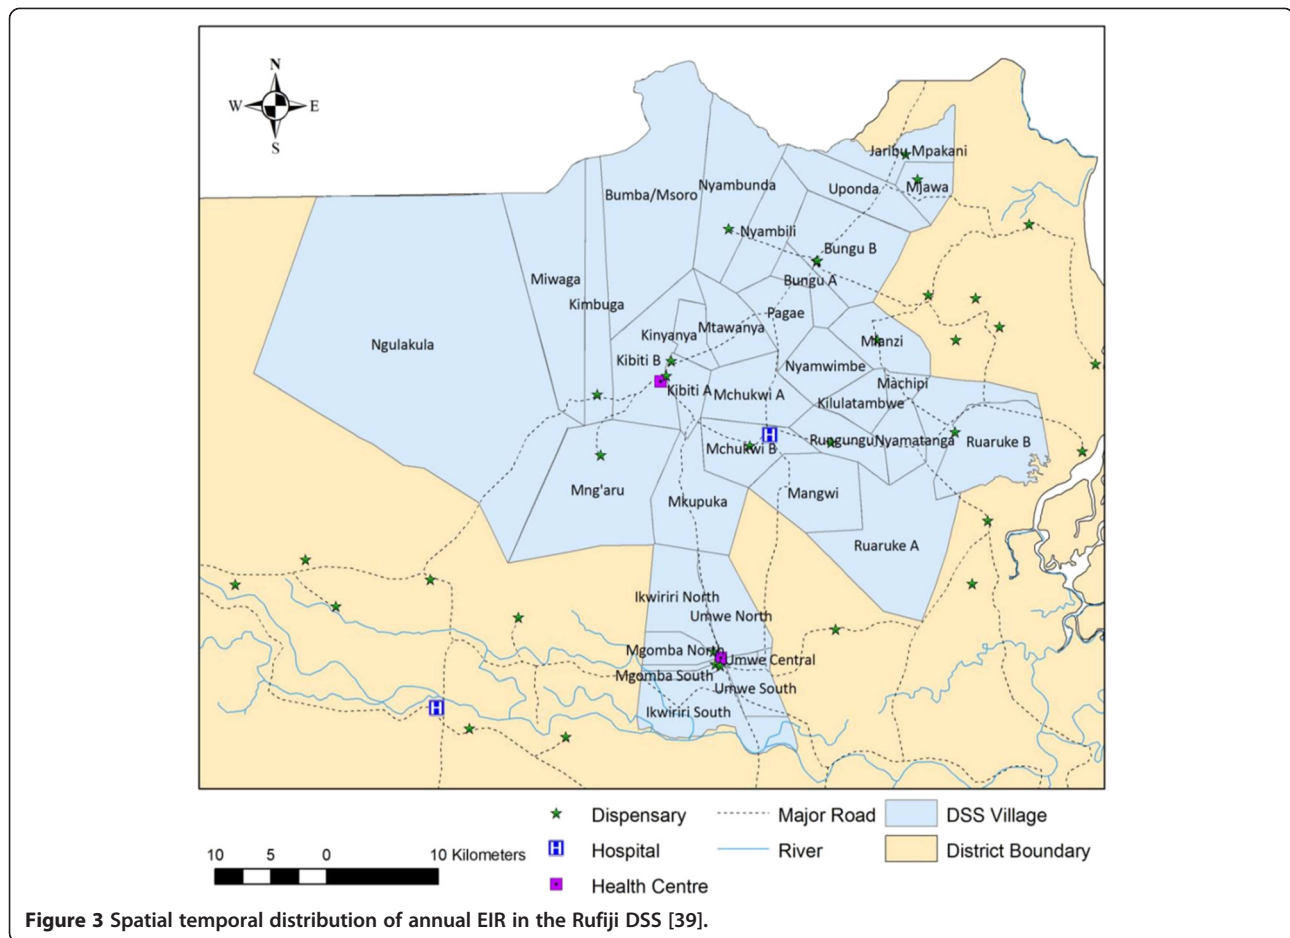 N
W E
S
Jaribu Mpakani
Nyambunda
Uponda
Mjawa
Bumba/Msoro
Nyambili
Bungu B
Miwaga
Bungu A
Kimbuga
Pagae
Mtawanya
Kinyanya
Ngulakula
Mlanzi
Kibiti B
Nyamwimbe
Machipi
Kibiti A
Mchukwi A
Kilulatambwe
H
Rungungu
Nyamatanga
Ruaruke B
Mchukwi B
Mng'aru
Mangwi
Mkupuka
Ruaruke A
Ikwiriri North
Umwe North
Mgomba North
Umwe Central
Mgomba South
Umwe South
H
Ikwiriri South
Dispensary Major Road DSS Village
10 5 0 10 Kilometers
H Hospital River District Boundary
Health Centre
Figure 3 Spatial temporal distribution of annual EIR in the Rufiji DSS [39].